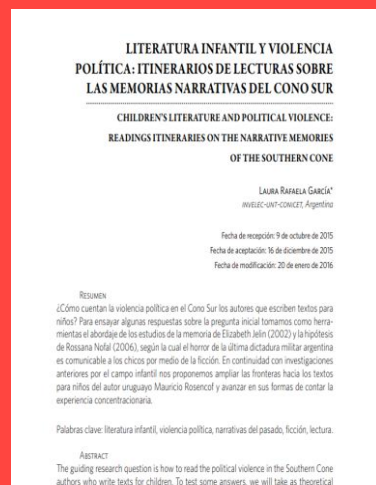 LITERATURA INFANTIL Y VIOLENCIA
POLÍTICA: ITINERARIOS DE LECTURAS SOBRE
LAS MEMORIAS NARRATIVAS DEL CONO SUR
CHILDREN'S LITERATURE AND POLITICAL VIOLENCE:
READINGS ITINERARIES ON THE NARRATIVE MEMORIES
OF THE SOUTHERN CONE
LAURA RAFAELA GARCÍA*
INVELEC-UNT-CONICET, Argentina
Fecha de recepción: 9 de octubre de 2015
Fecha de aceptación: 16 de diciembre de 2015
Fecha de modificación: 20 de enero de 2016
RESUMEN
¿Cómo cuentan la violencia política en el Cono Sur los autores que escriben textos para
niños? Para ensayar algunas respuestas sobre la pregunta inicial tomamos como herra-
mientas el abordaje de los estudios de la memoria de Elizabeth Jelin (2002) y la hipótesis
de Rossana Nofal (2006), según la cual el horror de la última dictadura militar argentina
es comunicable a los chicos por medio de la ficción. En continuidad con investigaciones
anteriores por el campo infantil nos proponemos ampliar las fronteras hacia los textos
para niños del autor uruguayo Mauricio Rosencof y avanzar en sus formas de contar la
experiencia concentracionaria.
Palabras clave: literatura infantil, violencia política, narrativas del pasado, ficción, lectura.
ABSTRACT
The guiding research question is how to read the political violence in the Southern Cone
authors who write texts for children. To test some answers, we will take as theoretical